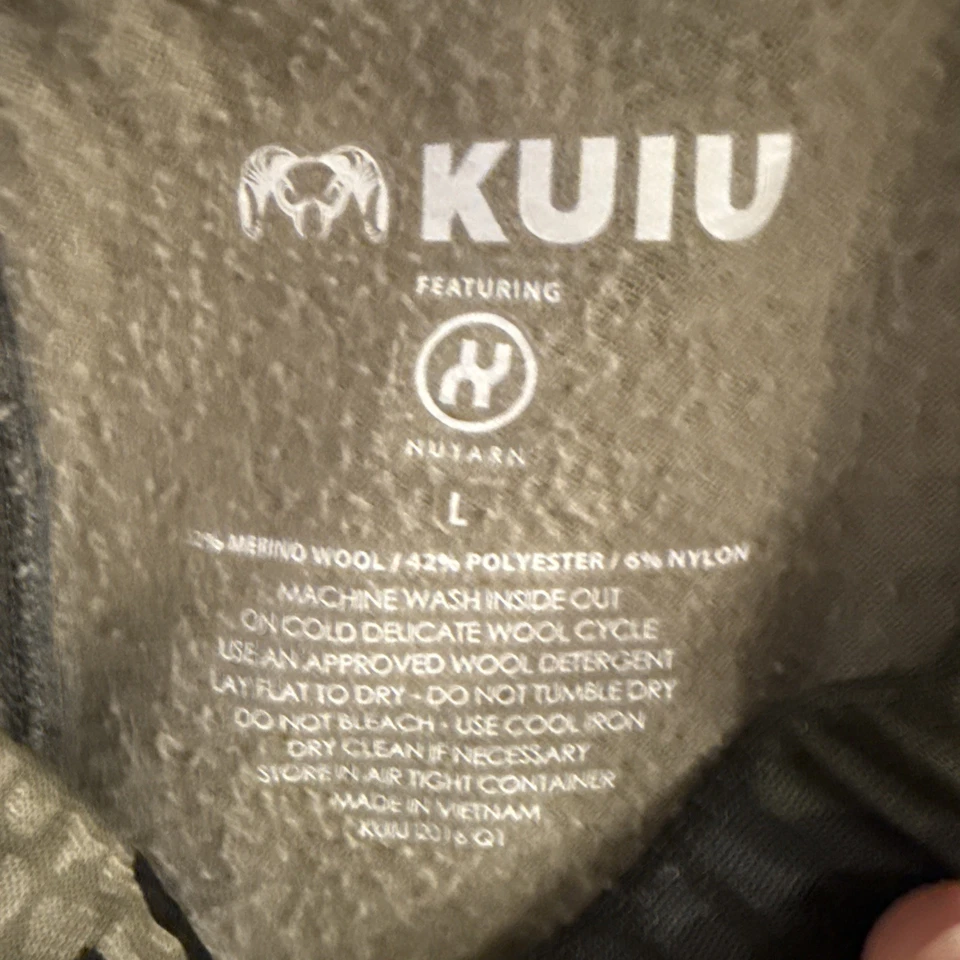 KUIU
FEATURING
NUYARN
L
2% MERINO WOOL / 42% POLYESTER / 6% NYLON
MACHINE WASH INSIDE OUT
ON COLD DELICATE WOOL CYCLE
USE AN APPROVED WOOL DETERGENT
LAY FLAT TO DRY - DO NOT TUMBLE DRY
DO NOT BLEACH - USE COOL IRON
DRY CLEAN IF NECESSARY
STORE IN AIR TIGHT CONTAINER
MADE IN VIETNAM
KUIU 2016 Q1